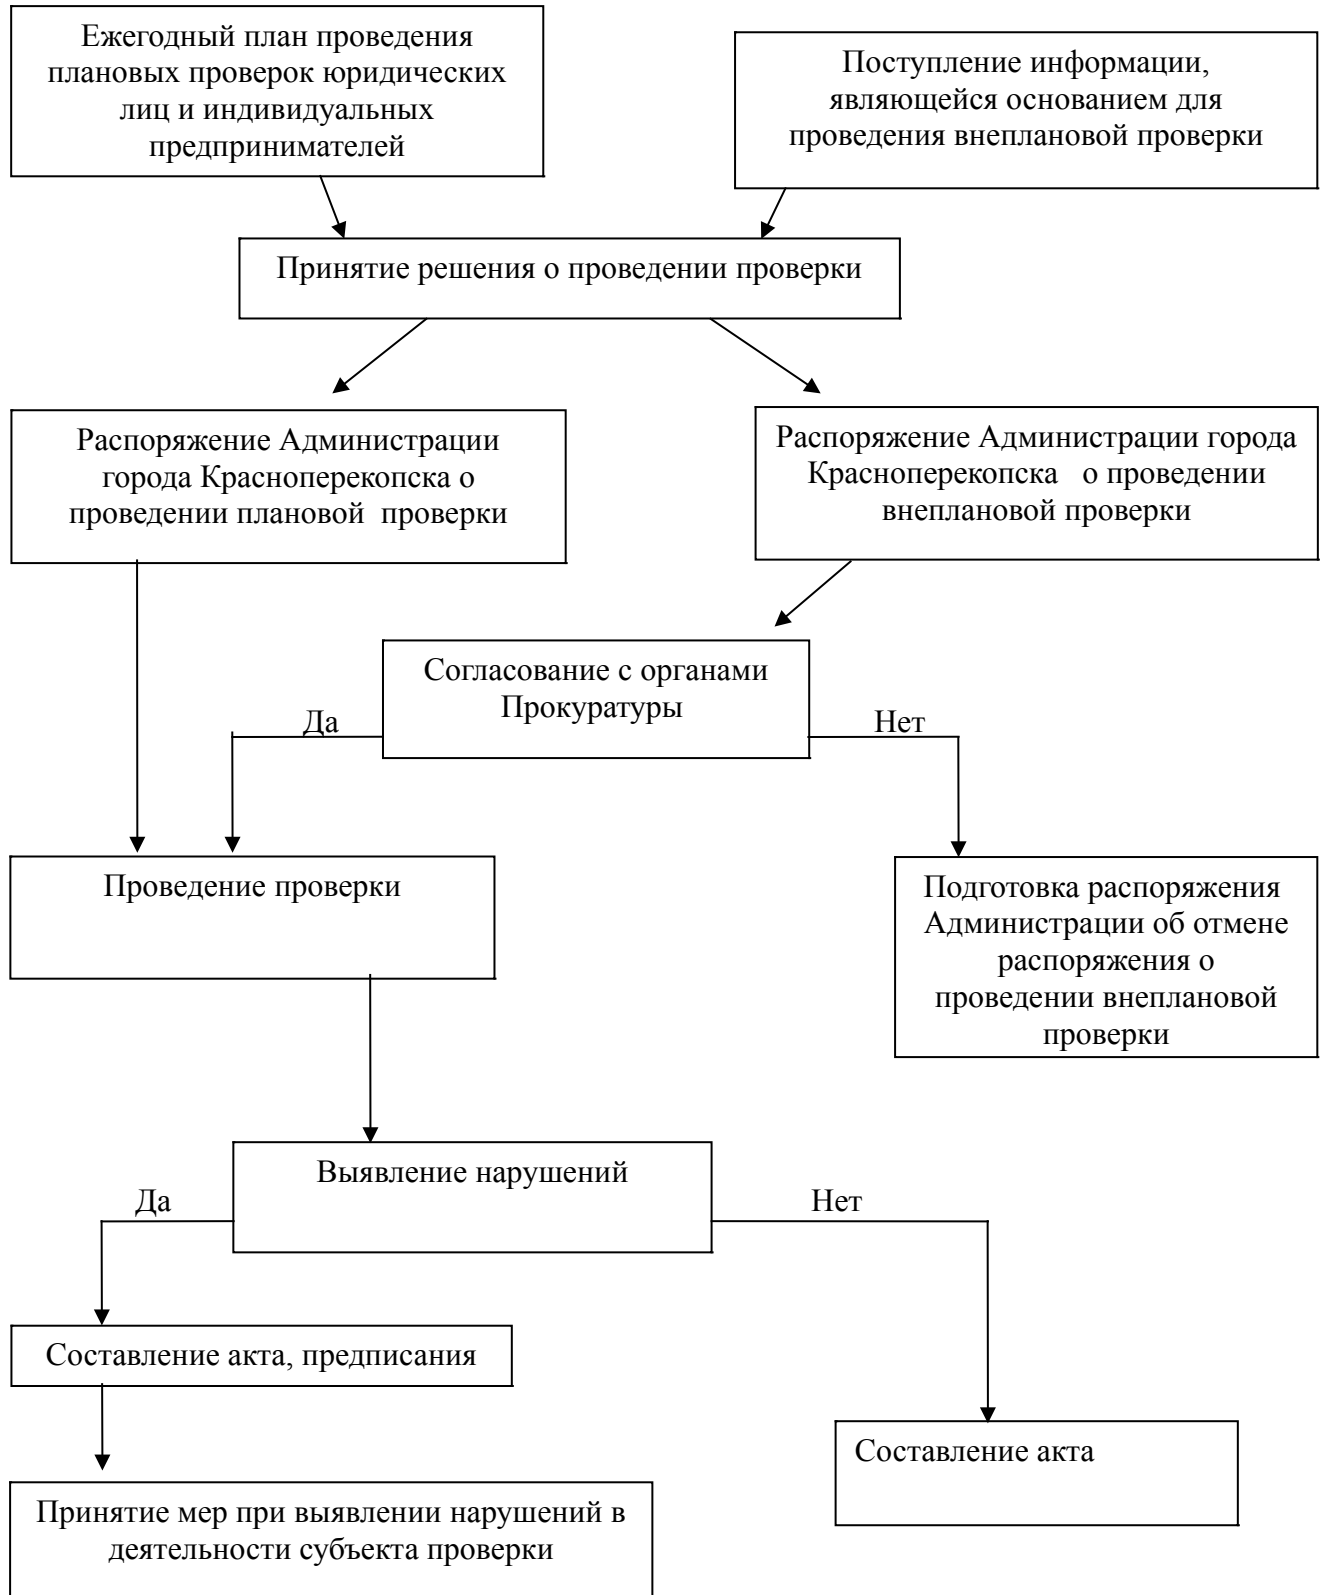 Ежегодный план проведения
плановых проверок юридических
лиц и индивидуальных
предпринимателей
Поступление информации,
являющейся основанием для
проведения внеплановой проверки
Принятие решения о проведении проверки
Распоряжение Администрации
города Красноперекопска о
проведении плановой проверки
Распоряжение Администрации города
Красноперекопска о проведении
внеплановой проверки
Согласование с органами
Прокуратуры
Да
Нет
Проведение проверки
Подготовка распоряжения
Администрации об отмене
распоряжения о
проведении внеплановой
проверки
Выявление нарушений
Да
Нет
Составление акта, предписания
Составление акта
Принятие мер при выявлении нарушений в
деятельности субъекта проверки